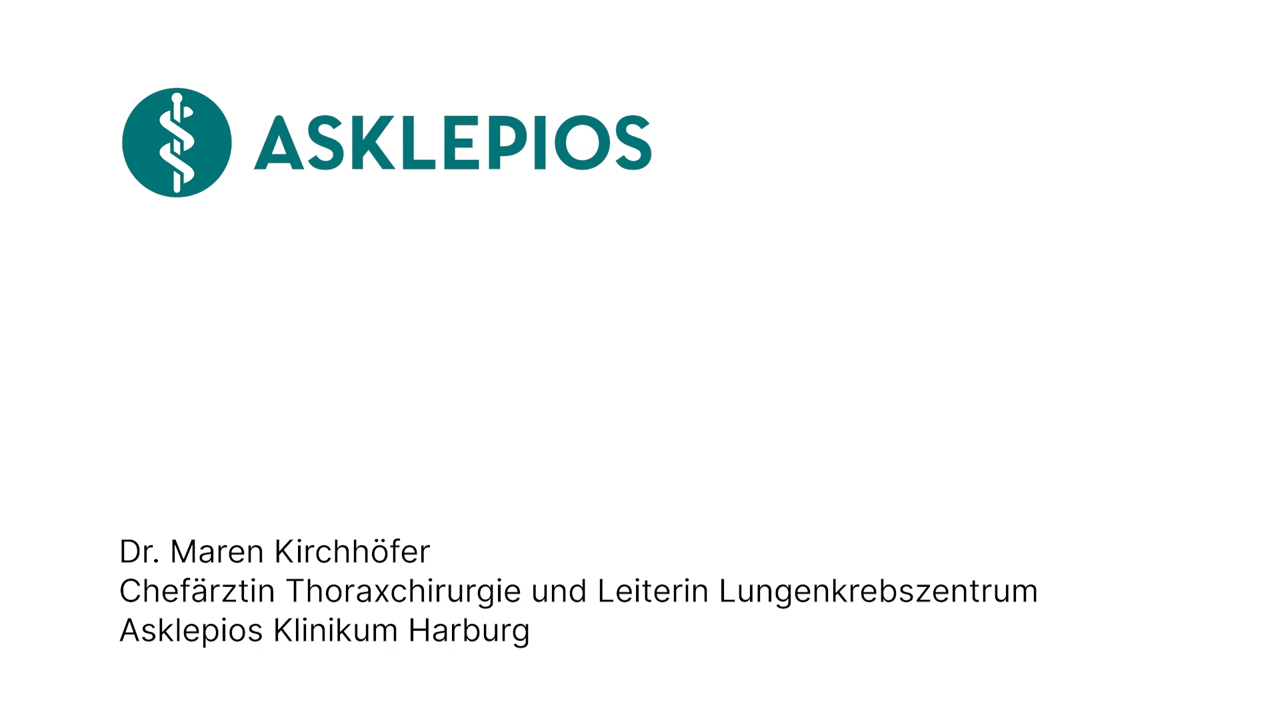 ASKLEPIOS
Dr. Maren Kirchhöfer
Chefärztin Thoraxchirurgie und Leiterin Lungenkrebszentrum
Asklepios Klinikum Harburg